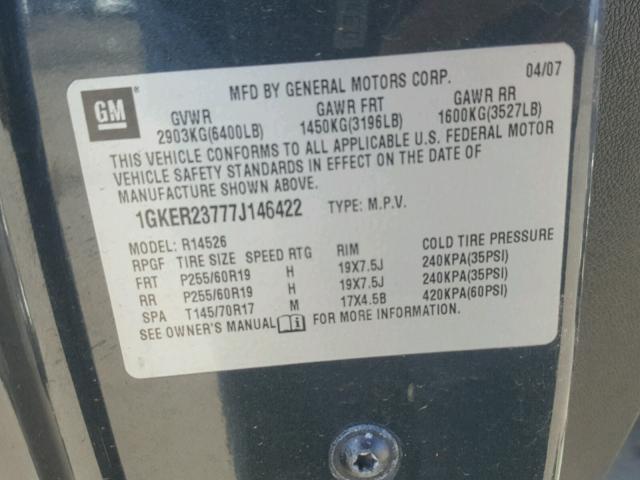 GM
MFD BY GENERAL MOTORS CORP. 04/07
GVWR GAWR FRT GAWR RR
2903KG(6400LB) 1450KG(3196LB) 1600KG(3527LB)
THIS VEHICLE CONFORMS TO ALL APPLICABLE U.S. FEDERAL MOTOR
VEHICLE SAFETY STANDARDS IN EFFECT ON THE DATE OF
MANUFACTURE SHOWN ABOVE.
1GKER23777J146422 TYPE: M.P.V.
MODEL: R14526
RPGF TIRE SIZE SPEED RTG RIM COLD TIRE PRESSURE
FRT P255/60R19 H 19X7.5J 240KPA(35PSI)
RR P255/60R19 H 19X7.5J 240KPA(35PSI)
SPA T145/70R17 M 17X4.5B 420KPA(60PSI)
SEE OWNER'S MANUAL FOR MORE INFORMATION.